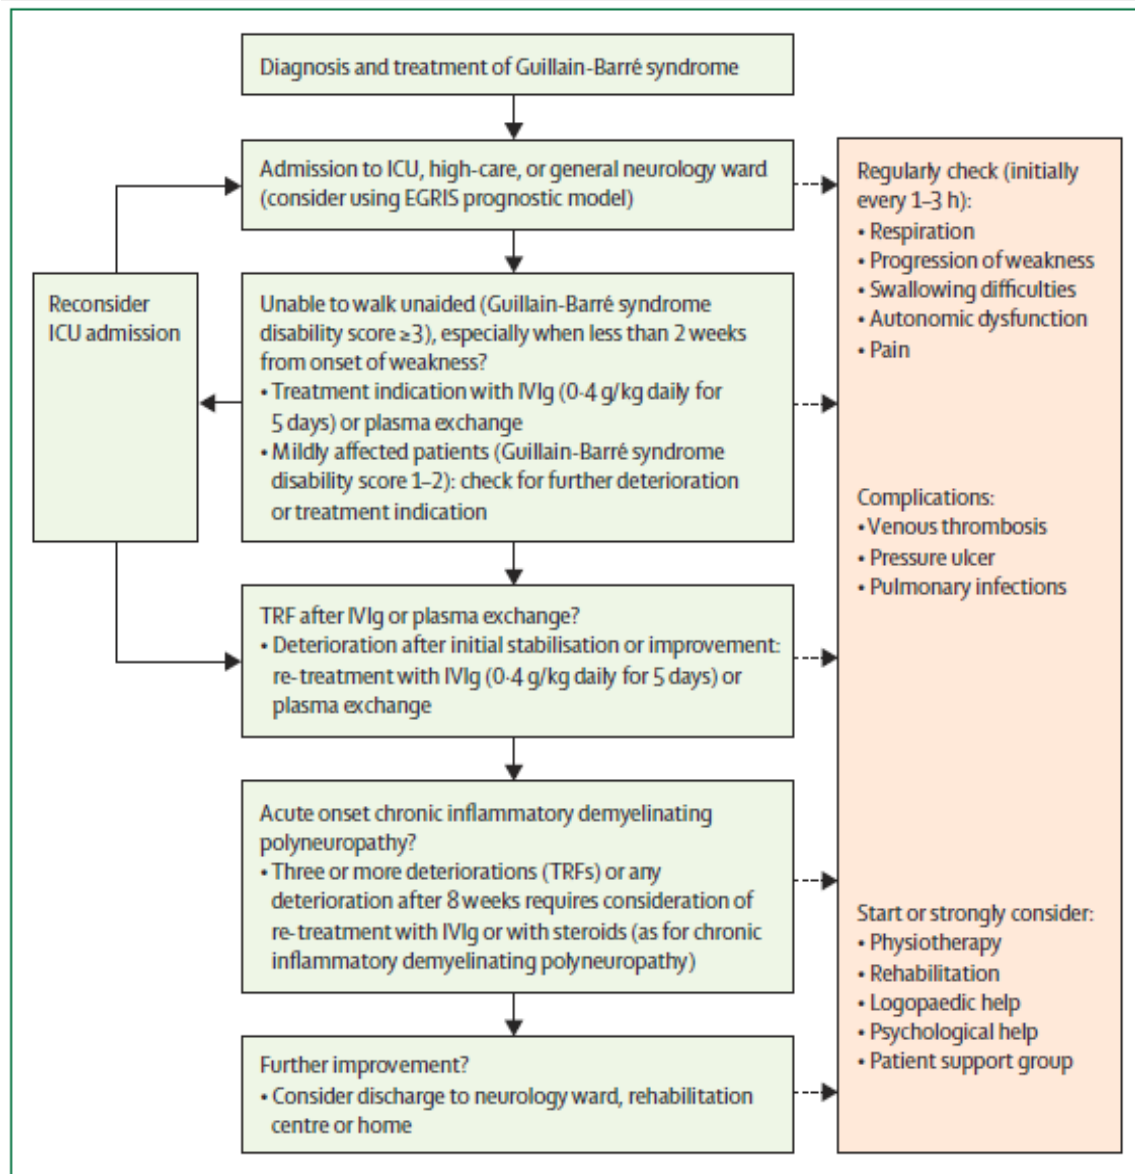 Diagnosis and treatment of Guillain-Barré syndrome
Admission to ICU, high-care, or general neurology ward
(consider using EGRIS prognostic model)
Reconsider
ICU admission
Unable to walk unaided (Guillain-Barré syndrome
disability score ≥3), especially when less than 2 weeks
from onset of weakness?
• Treatment indication with IVIg (0·4 g/kg daily for
5 days) or plasma exchange
• Mildly affected patients (Guillain-Barré syndrome
disability score 1–2): check for further deterioration
or treatment indication
TRF after IVIg or plasma exchange?
• Deterioration after initial stabilisation or improvement:
re-treatment with IVIg (0·4 g/kg daily for 5 days) or
plasma exchange
Acute onset chronic inflammatory demyelinating
polyneuropathy?
• Three or more deteriorations (TRFs) or any
deterioration after 8 weeks requires consideration of
re-treatment with IVIg or with steroids (as for chronic
inflammatory demyelinating polyneuropathy)
Further improvement?
• Consider discharge to neurology ward, rehabilitation
centre or home
Regularly check (initially
every 1–3 h):
• Respiration
• Progression of weakness
• Swallowing difficulties
• Autonomic dysfunction
• Pain
Complications:
• Venous thrombosis
• Pressure ulcer
• Pulmonary infections
Start or strongly consider:
• Physiotherapy
• Rehabilitation
• Logopaedic help
• Psychological help
• Patient support group